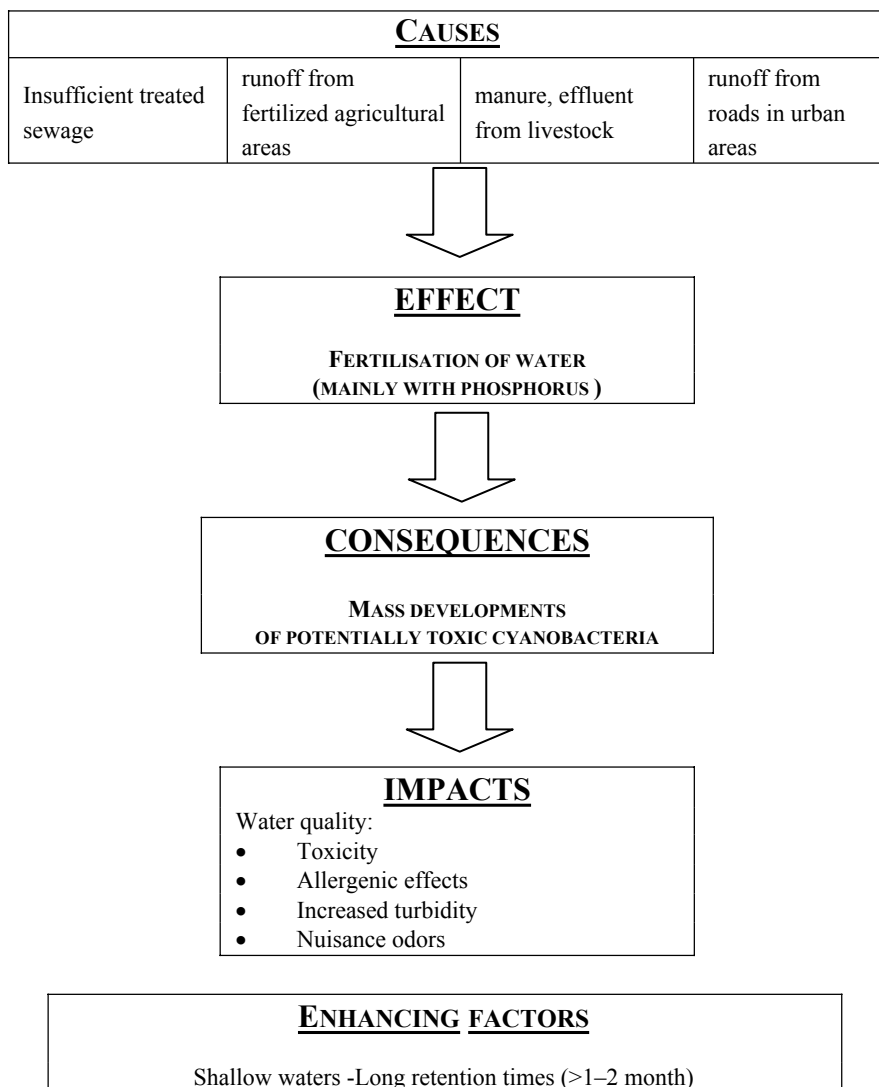 CAUSES
Insufficient treated
sewage
runoff from
fertilized agricultural
areas
manure, effluent
from livestock
runoff from
roads in urban
areas
EFFECT
FERTILISATION OF WATER
(MAINLY WITH PHOSPHORUS )
CONSEQUENCES
MASS DEVELOPMENTS
OF POTENTIALLY TOXIC CYANOBACTERIA
IMPACTS
Water quality:
• Toxicity
• Allergenic effects
• Increased turbidity
• Nuisance odors
ENHANCING FACTORS
Shallow waters -Long retention times (>1–2 month)